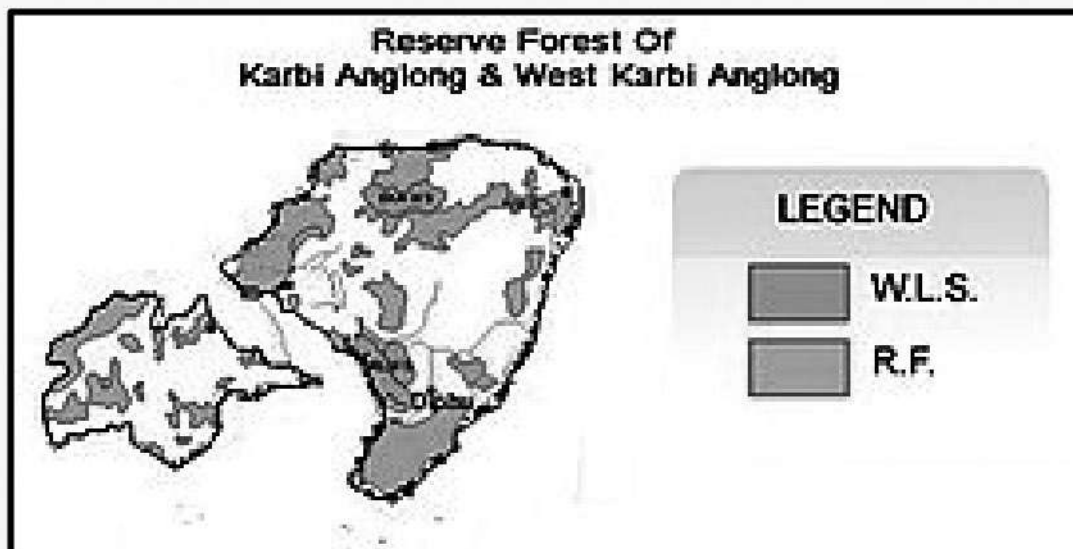 Reserve Forest Of
Karbi Anglong & West Karbi Anglong
LEGEND
W.L.S.
R.F.